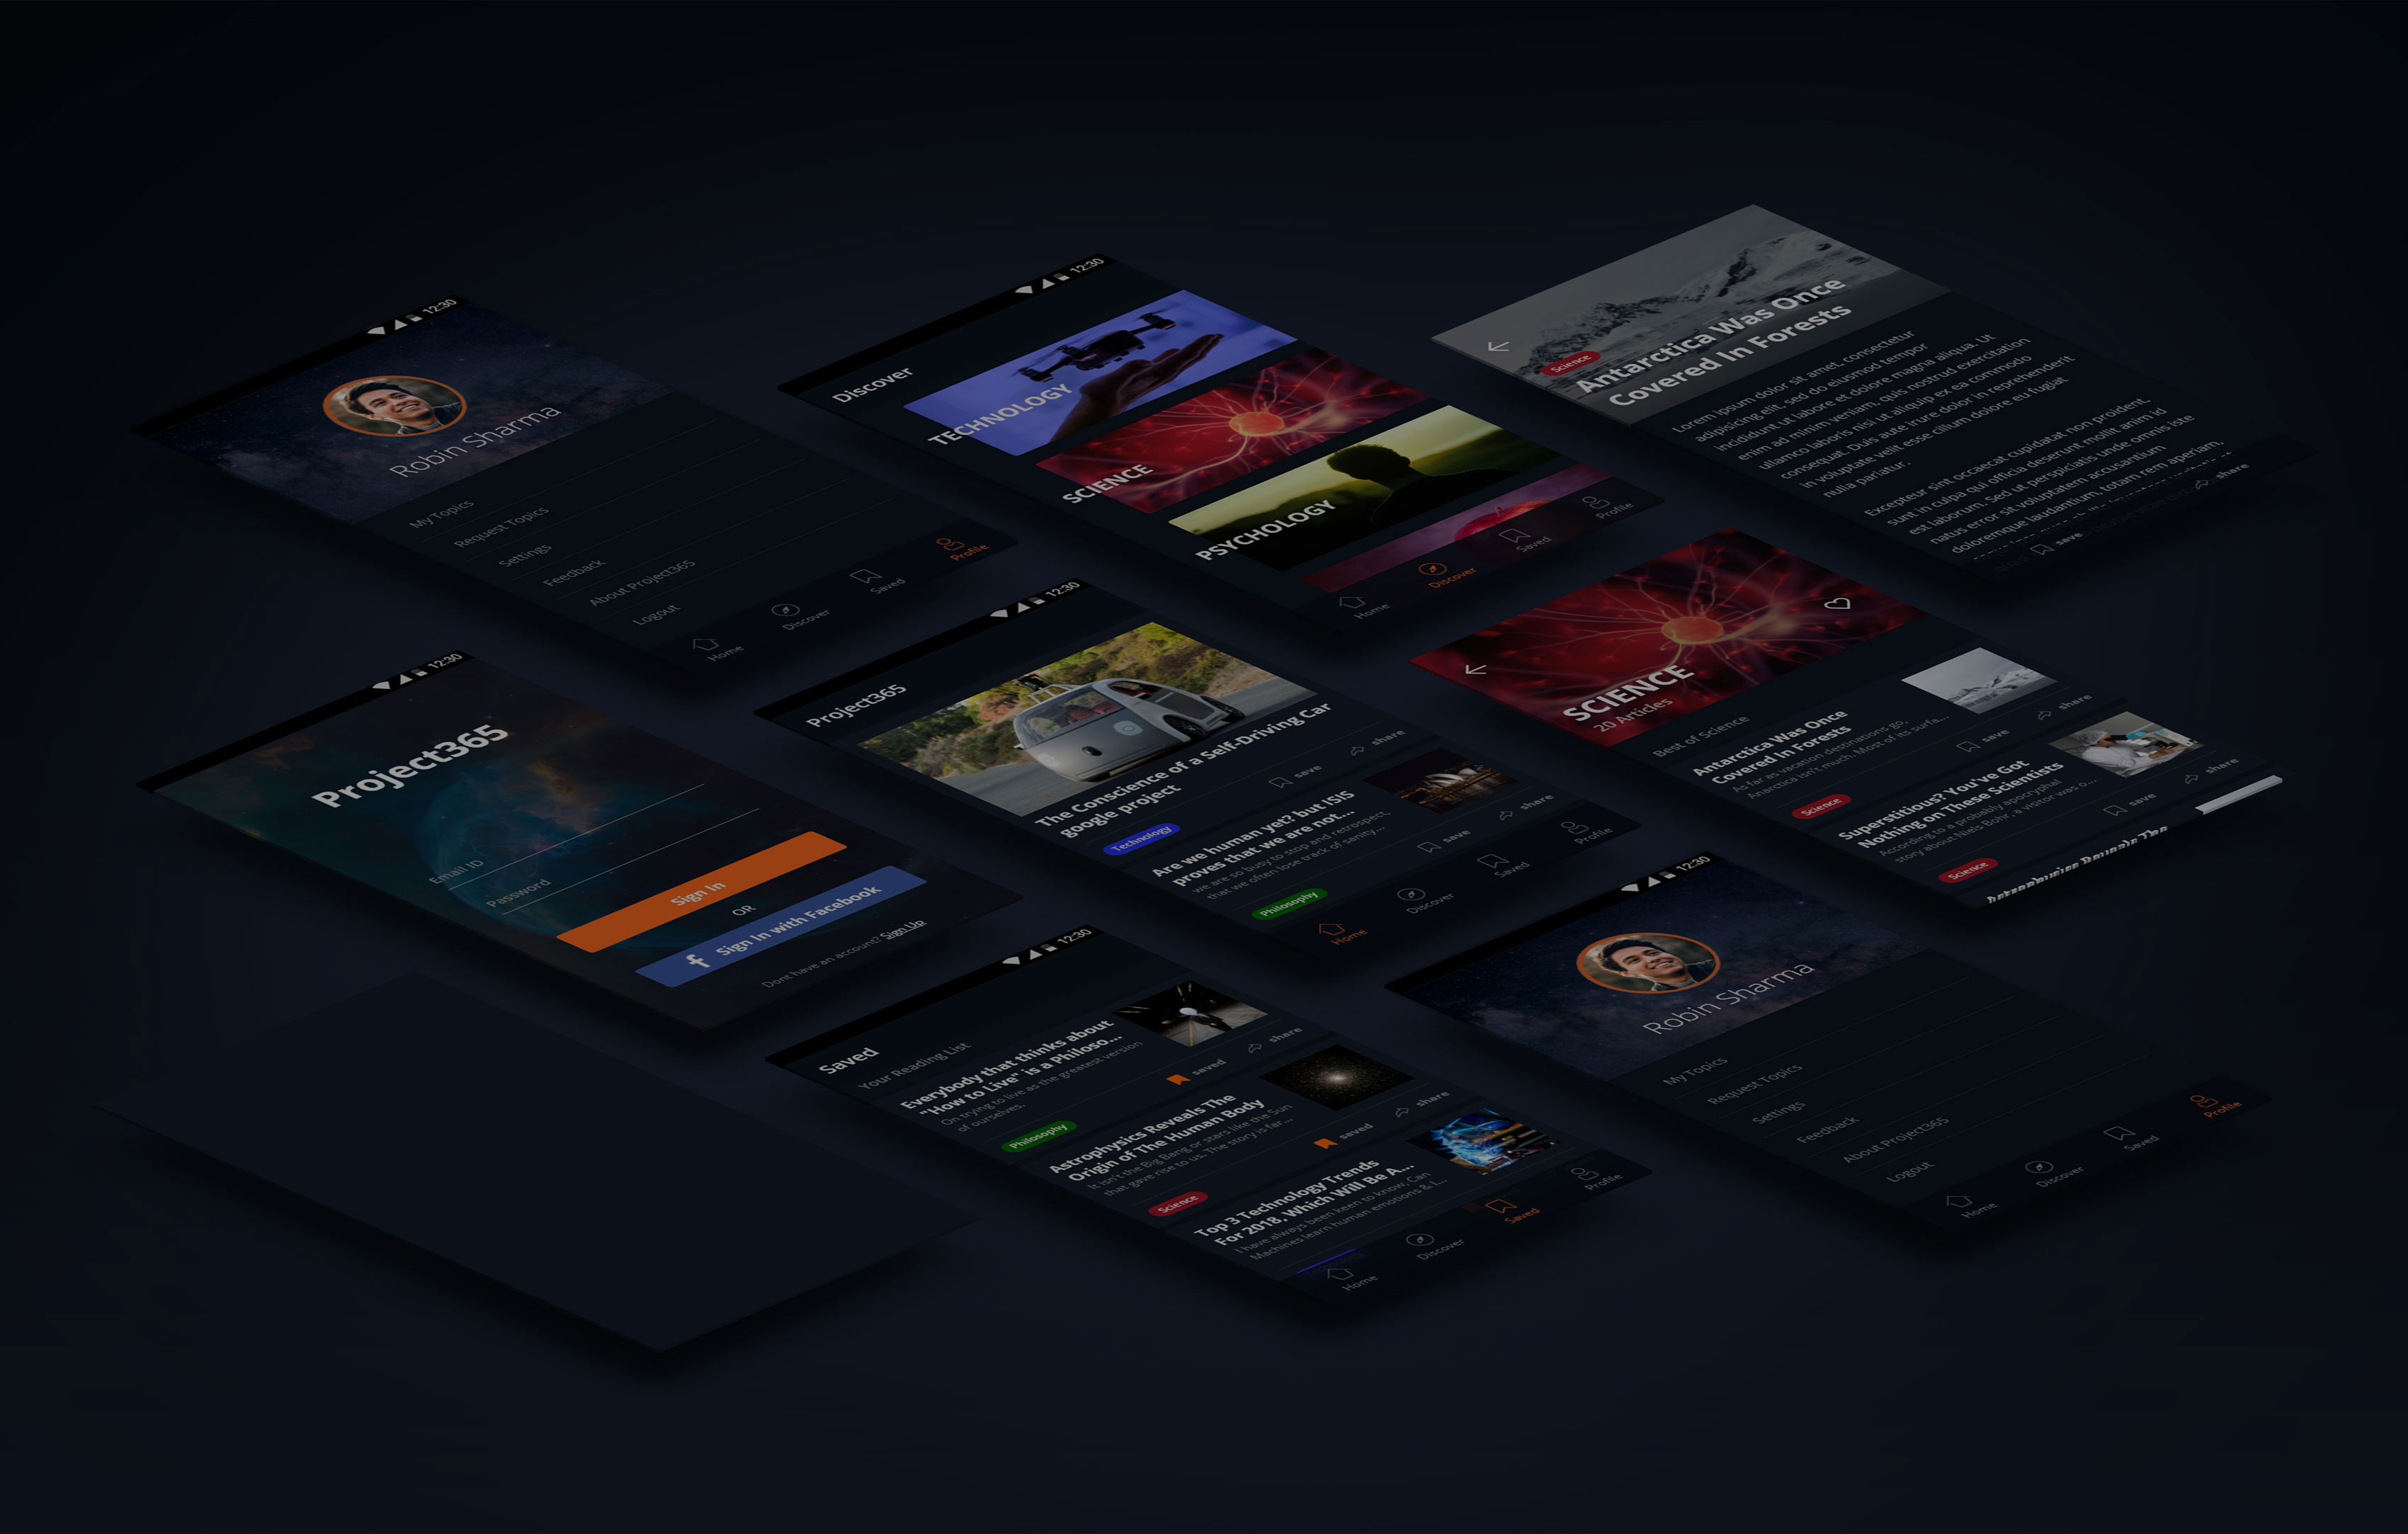 12:30
Robin Sharma
My Topics
Request Topics
Settings
Feedback
About Project365
Logout
Home
Discover
Saved
Profile
12:30
Discover
TECHNOLOGY
SCIENCE
PSYCHOLOGY
Home
Discover
Saved
Profile
Science
Antarctica Was Once
Covered In Forests
Lorem ipsum dolor sit amet, consectetur
adipisicing elit, sed do eiusmod tempor
incididunt ut labore et dolore magna aliqua. Ut
enim ad minim veniam, quis nostrud exercitation
ullamco laboris nisi ut aliquip ex ea commodo
consequat. Duis aute irure dolor in reprehenderit
in voluptate velit esse cillum dolore eu fugiat
nulla pariatur.
Excepteur sint occaecat cupidatat non proident,
sunt in culpa qui officia deserunt mollit anim id
est laborum. Sed ut perspiciatis unde omnis iste
natus error sit voluptatem accusantium
doloremque laudantium, totam rem aperiam,
save
share
12:30
Project365
Email ID
Password
Sign In
OR
f Sign In with Facebook
Dont have an account? Sign Up
12:30
Project365
The Conscience of a Self-Driving Car
google project
Technology
save
share
Are we human yet? but ISIS
proves that we are not...
we are so busy to stop and retrospect,
that we often lose track of sanity...
Philosophy
save
share
Home
Discover
Saved
Profile
SCIENCE
20 Articles
Best of Science
Antarctica Was Once
Covered In Forests
As far as vacation destinations go,
Antarctica isn't much. Most of its surfa...
Science
save
share
Superstitious? You've Got
Nothing on These Scientists
According to a probably apocryphal
story about Niels Bohr, a visitor was o...
Science
save
share
Astrophysics Reveals The
12:30
Saved
Your Reading List
Everybody that thinks about
"How to Live" is a Philoso...
On trying to live as the greatest version
of ourselves.
Philosophy
saved
share
Astrophysics Reveals The
Origin of The Human Body
It isn't the Big Bang or stars like the Sun
that gave rise to us. The story is far...
Science
saved
share
Top 3 Technology Trends
For 2018, Which Will Be A...
I have always been keen to know, Can
Machines learn human emotions & I...
Home
Discover
Saved
Profile
12:30
Robin Sharma
My Topics
Request Topics
Settings
Feedback
About Project365
Logout
Home
Discover
Saved
Profile